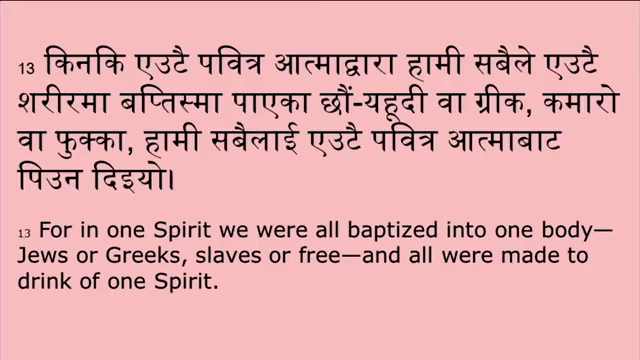 13 किनकि एउटै पवित्र आत्माद्वारा हामी सबैले एउटै
शरीरमा बप्तिस्मा पाएका छौं-यहूदी वा ग्रीक, कमारो
वा फुक्का, हामी सबैलाई एउटै पवित्र आत्माबाट
पिउन दिइयो।
13 For in one Spirit we were all baptized into one body—
Jews or Greeks, slaves or free—and all were made to
drink of one Spirit.